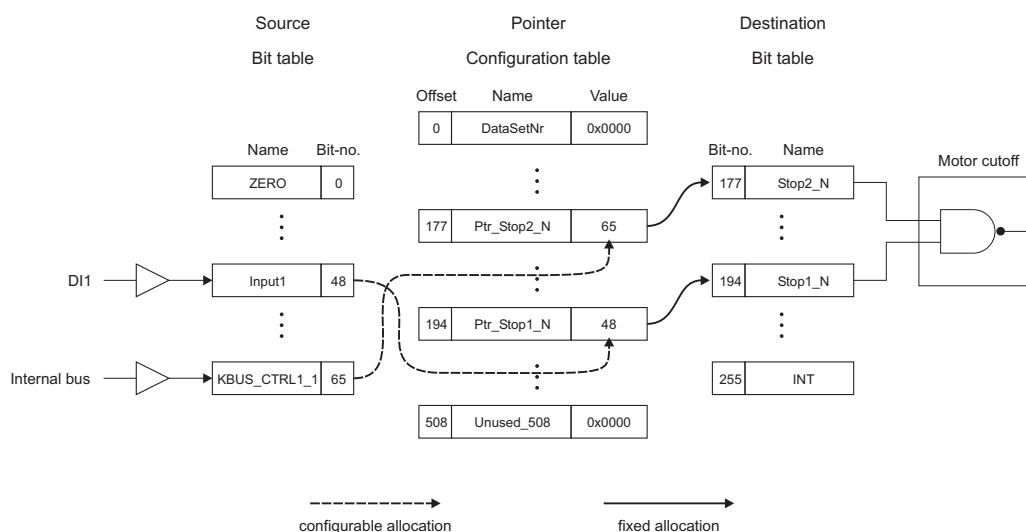 Source Pointer Destination
Bit table Configuration table Bit table
Offset Name Value
0 DataSetNr 0x0000
Name Bit-no. Bit-no. Name Motor cutoff
ZERO 0 177 Stop2_N
177 Ptr_Stop2_N 65
DI1 Input1 48 194 Stop1_N
194 Ptr_Stop1_N 48
Internal bus KBUS_CTRL1_1 65 255 INT
508 Unused_508 0x0000
configurable allocation fixed allocation